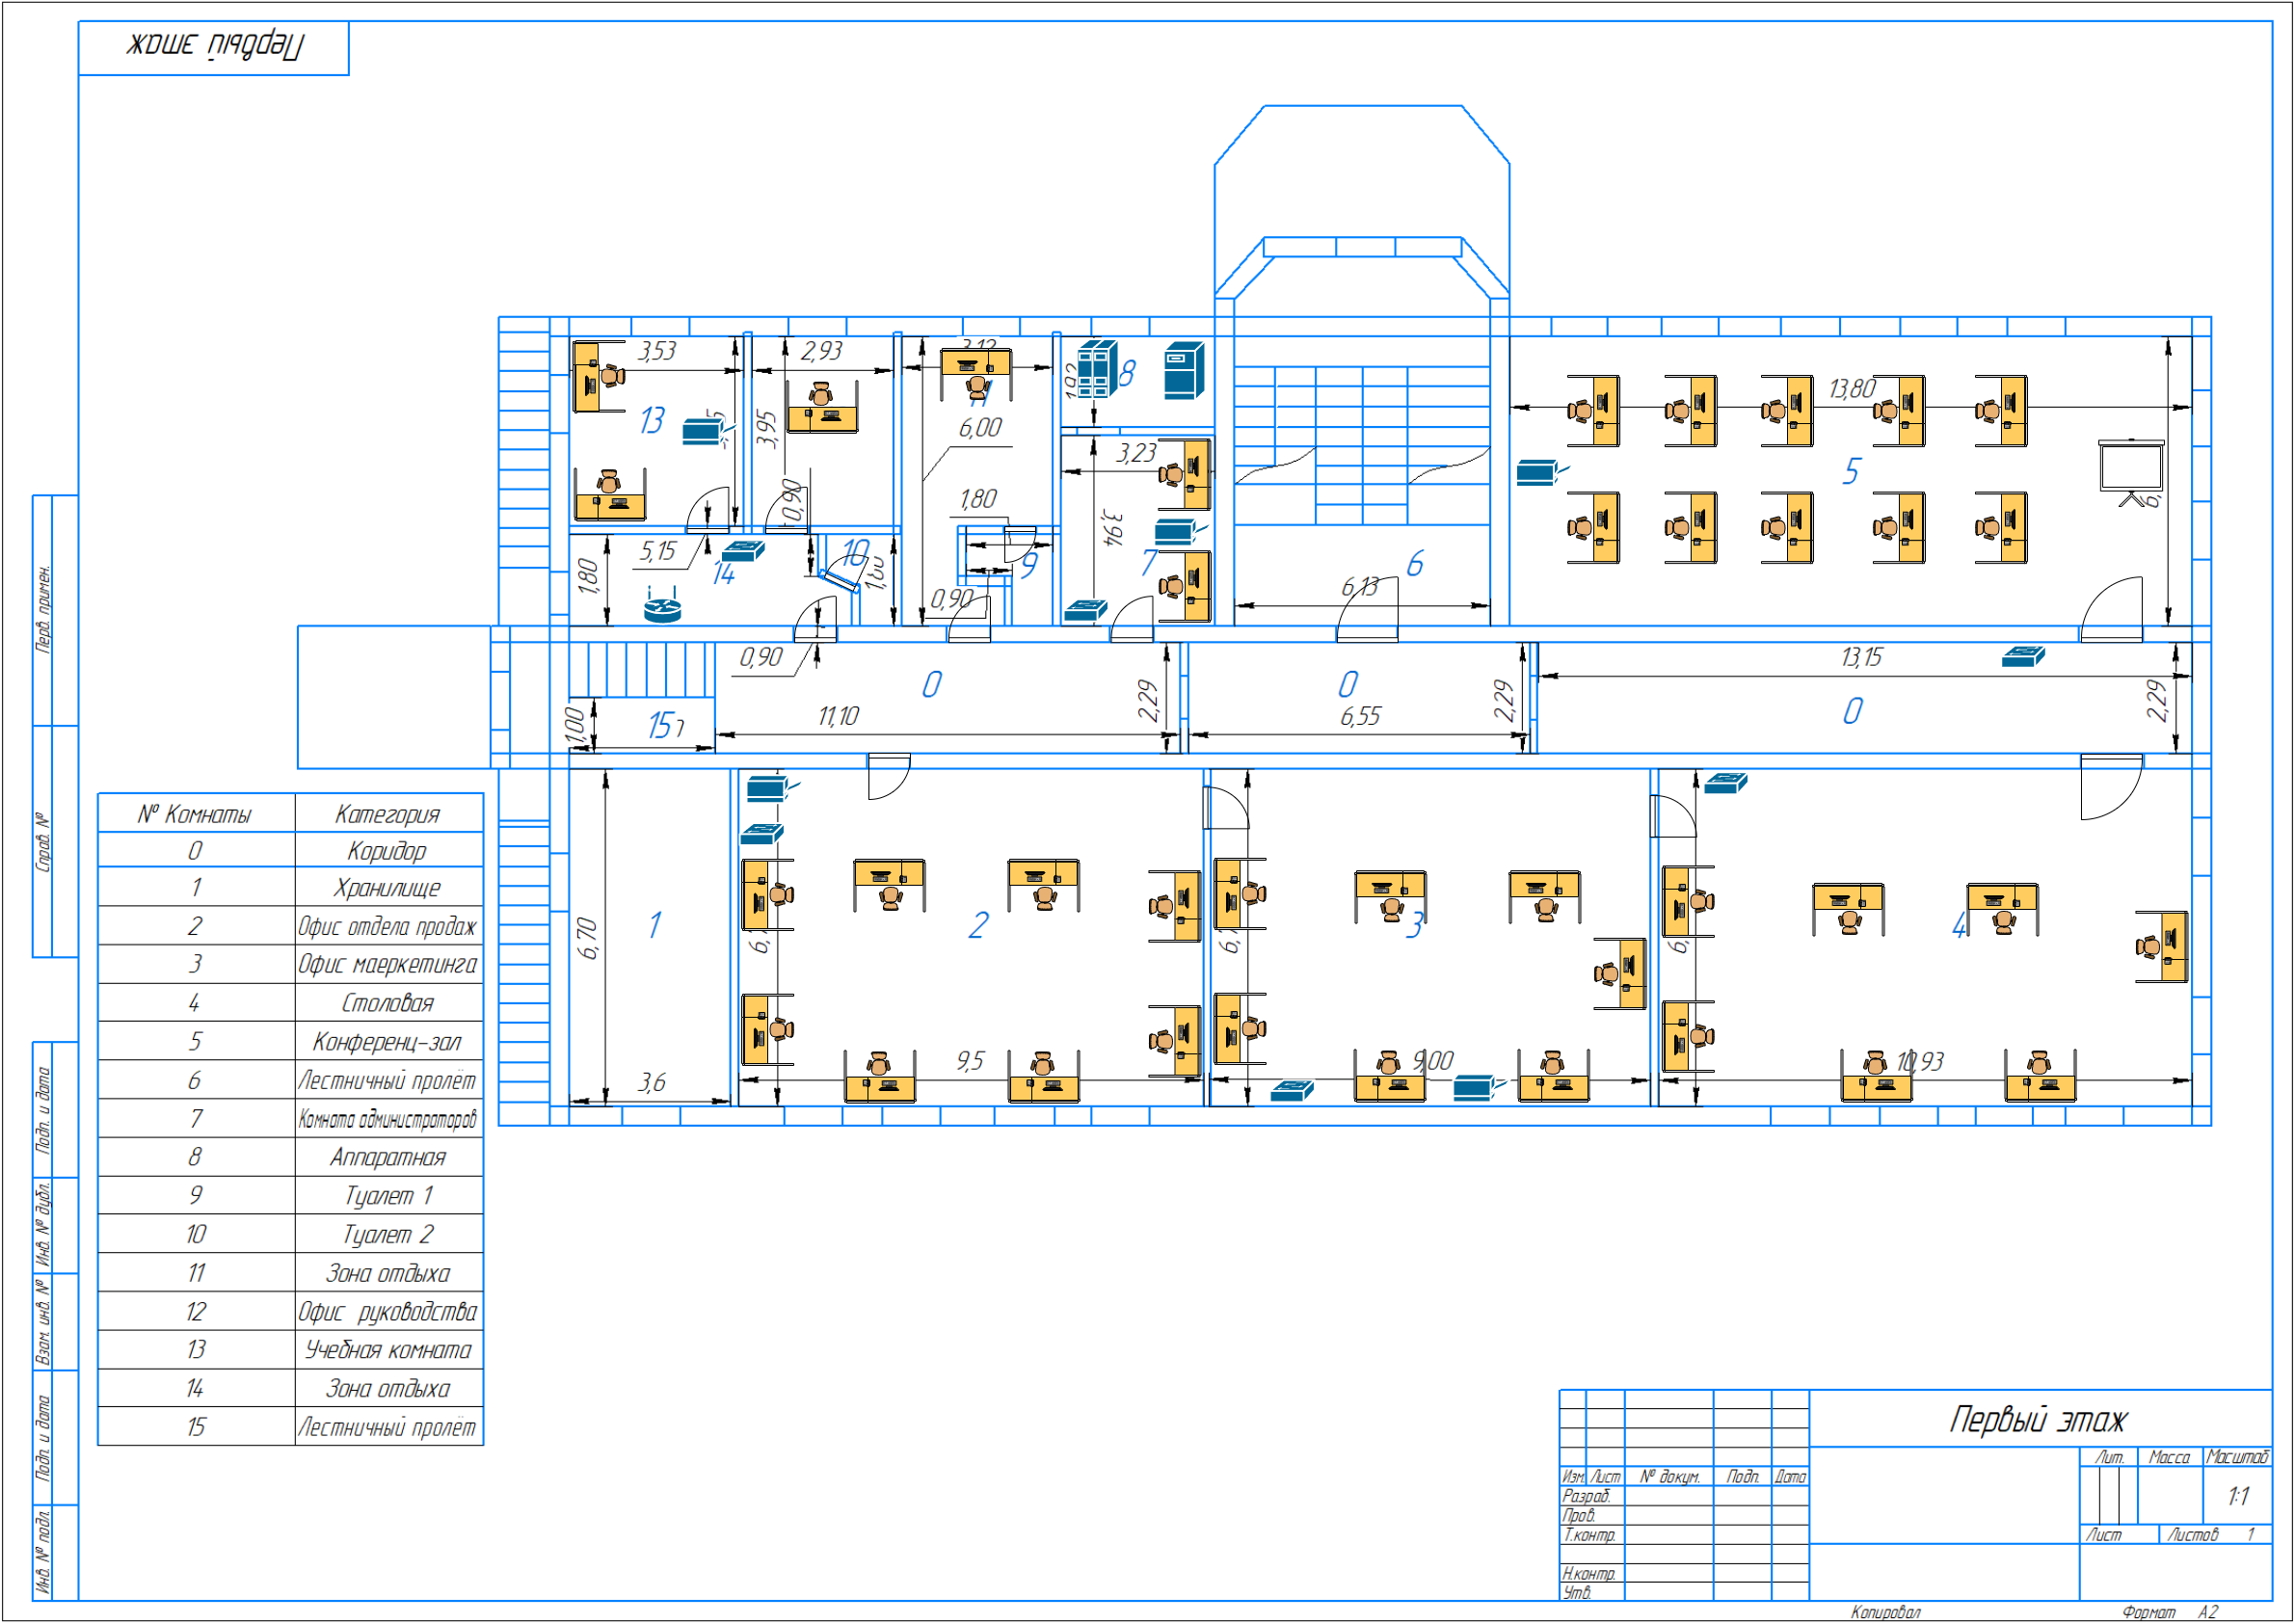 Первый этаж
3,53
2,93
3,12
13,80
1,92
8
13
3,95
11
6,00
3,23
5
1,80
0,90
3,94
5,15
14
10
1,80
9
7
6
1,80
0,90
6,13
0,90
0
2,29
0
2,29
13,15
0
2,29
1,00
15
11,10
6,55
6,70
1
2
3
4
3,6
9,5
9,00
10,93
№ Комнаты Категория
0 Коридор
1 Хранилище
2 Офис отдела продаж
3 Офис маеркетинга
4 Столовая
5 Конференц-зал
6 Лестничный пролёт
7 Комната администраторов
8 Аппаратная
9 Туалет 1
10 Туалет 2
11 Зона отдыха
12 Офис руководства
13 Учебная комната
14 Зона отдыха
15 Лестничный пролёт
Перв. примен.
Справ. №
Подп. и дата
Инв. № дубл.
Взам. инв. №
Подп. и дата
Инв. № подл.
Первый этаж
Лит. Масса Масштаб
1:1
Изм. Лист № докум. Подп. Дата
Разраб.
Пров.
Т.контр.
Лист Листов 1
Н.контр.
Утв.
Копировал Формат А2